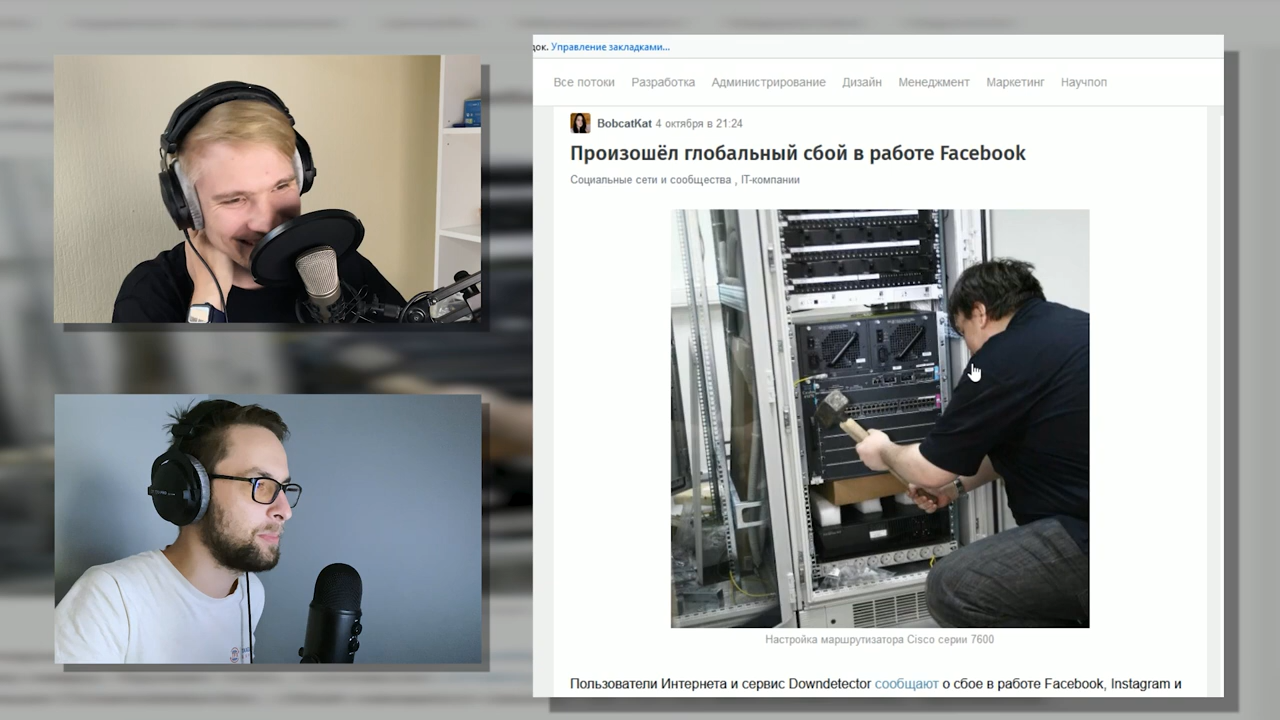 док. Управление закладками...
Все потоки Разработка Администрирование Дизайн Менеджмент Маркетинг Научпоп
BobcatKat 4 октября в 21:24
Произошёл глобальный сбой в работе Facebook
Социальные сети и сообщества , IT-компании
Настройка маршрутизатора Cisco серии 7600
Пользователи Интернета и сервис Downdetector сообщают о сбое в работе Facebook, Instagram и